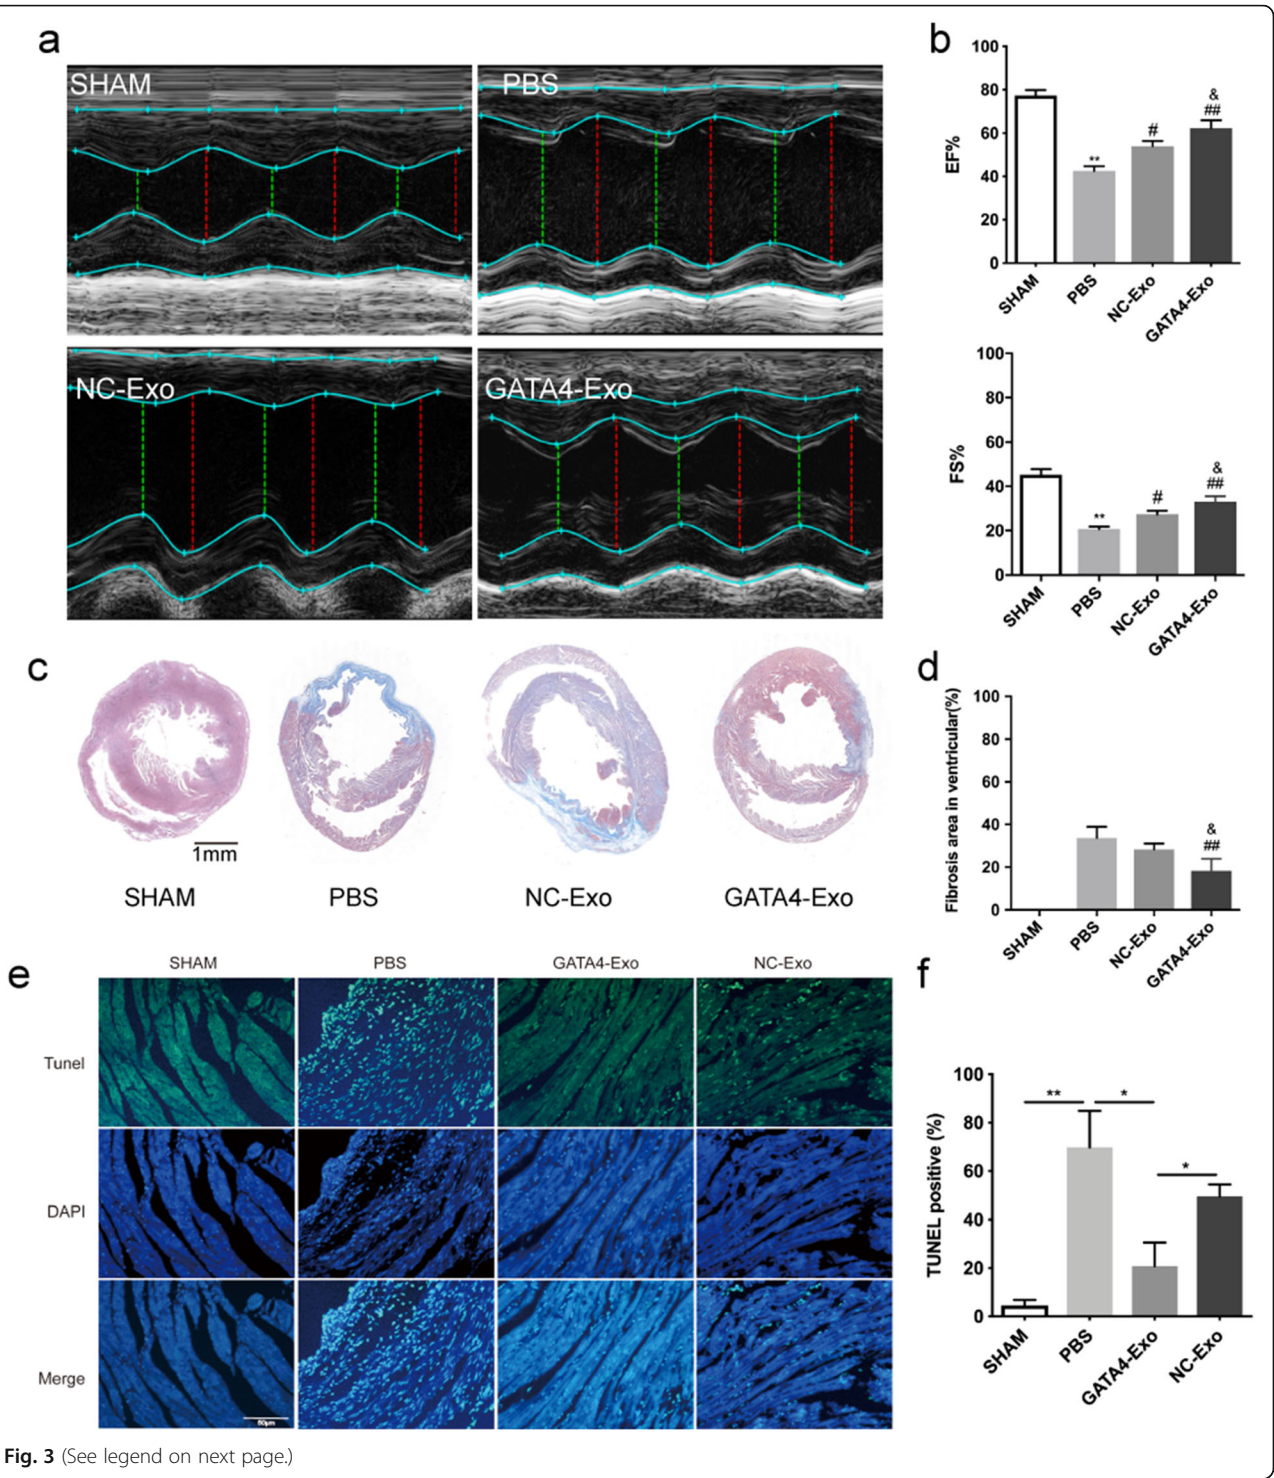 a
SHAM
PBS
NC-Exo
GATA4-Exo
b
EF%
100
80
60
40
20
0
**
#
&
##
SHAM
PBS
NC-Exo
GATA4-Exo
FS%
100
80
60
40
20
0
**
#
&
##
SHAM
PBS
NC-Exo
GATA4-Exo
c
1mm
SHAM
PBS
NC-Exo
GATA4-Exo
d
Fibrosis area in ventricular(%)
100
80
60
40
20
0
&
##
SHAM
PBS
NC-Exo
GATA4-Exo
e
SHAM
PBS
GATA4-Exo
NC-Exo
Tunel
DAPI
Merge
50μm
f
TUNEL positive (%)
100
80
60
40
20
0
**
*
*
SHAM
PBS
GATA4-Exo
NC-Exo
Fig. 3 (See legend on next page.)